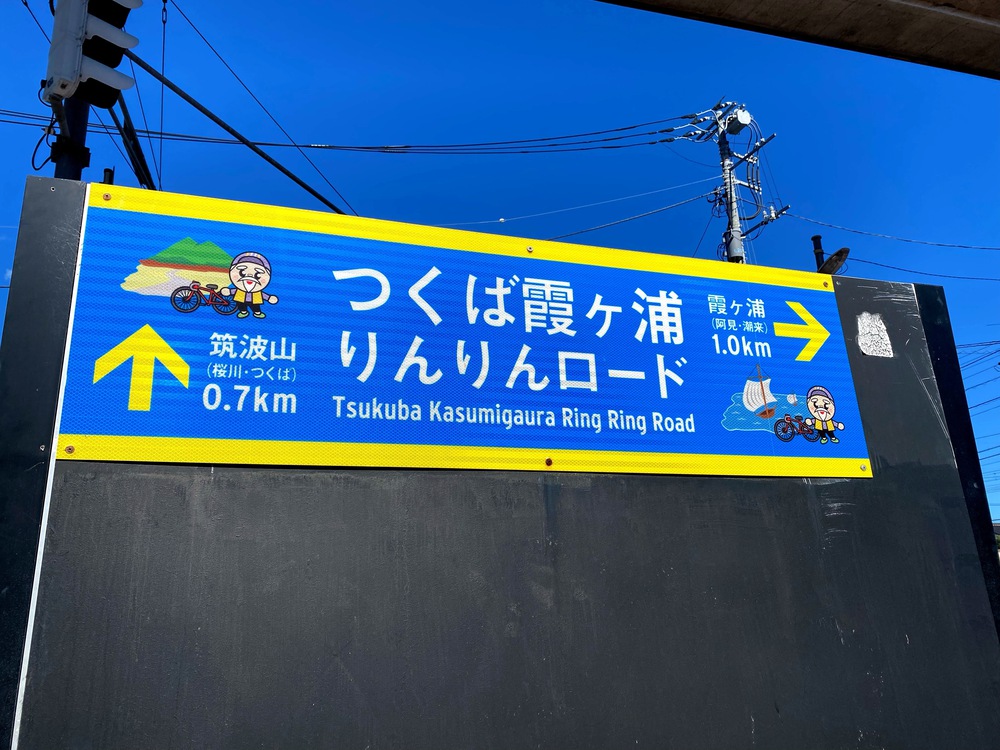 つくば霞ヶ浦
りんりんロード
Tsukuba Kasumigaura Ring Ring Road
筑波山
(桜川・つくば)
0.7km
霞ヶ浦
(阿見・潮来)
1.0km